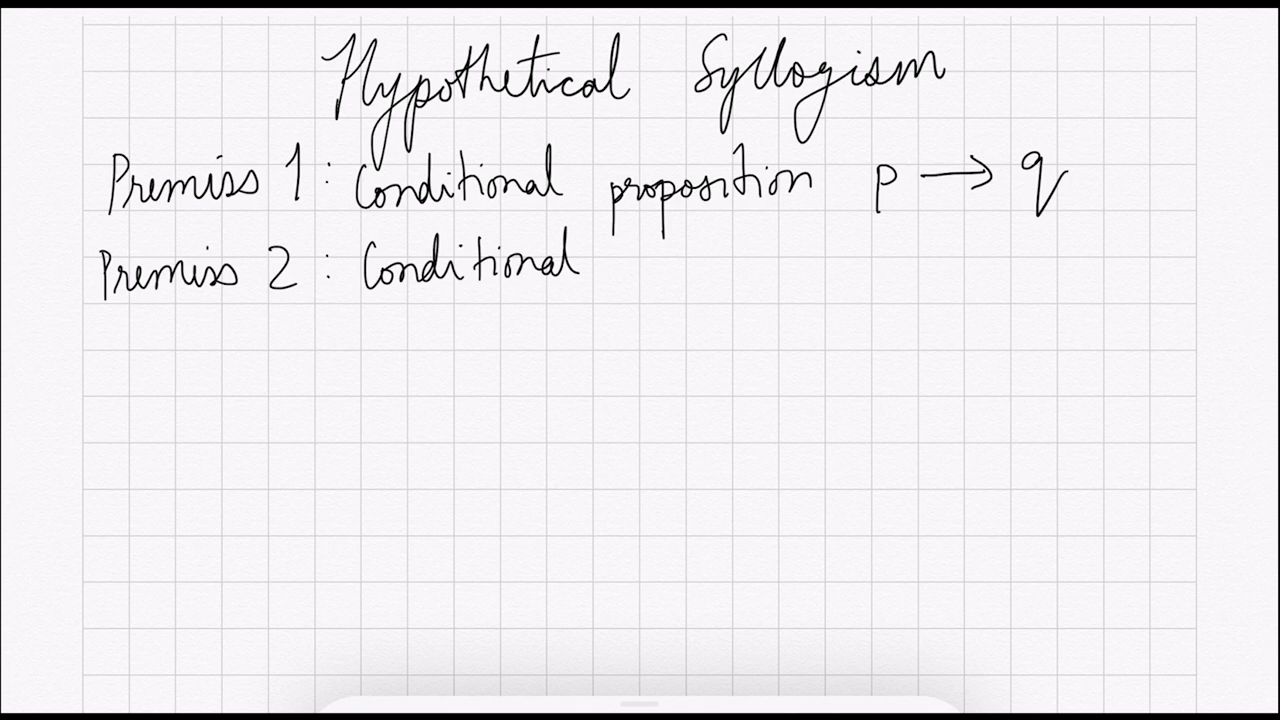 Hypothetical Syllogism
Premiss 1 : Conditional proposition p → q
Premiss 2 : Conditional